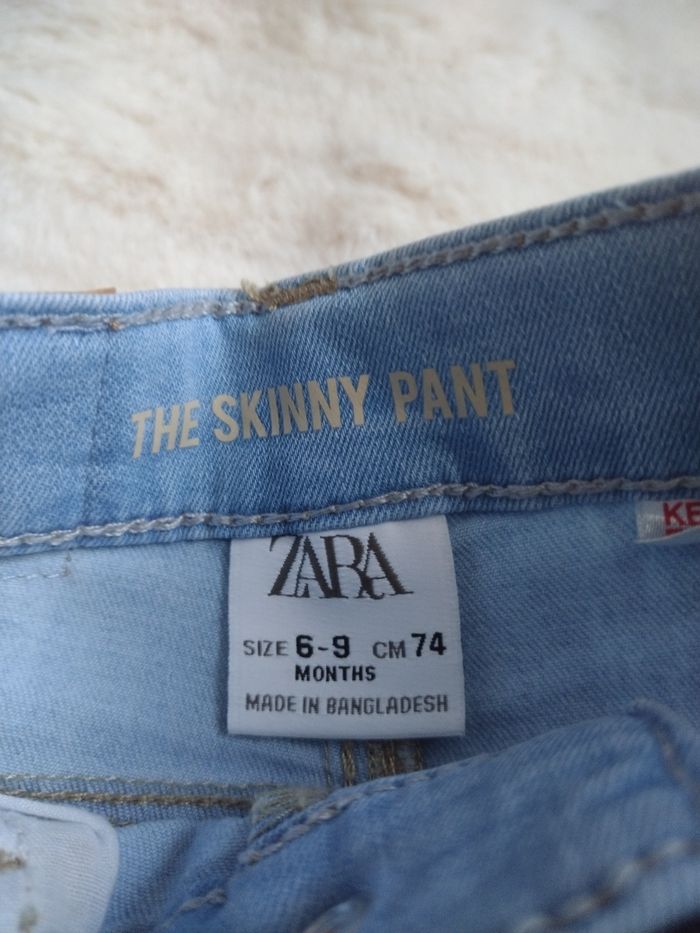 THE SKINNY PANT
ZARA
SIZE 6-9 CM 74
MONTHS
MADE IN BANGLADESH